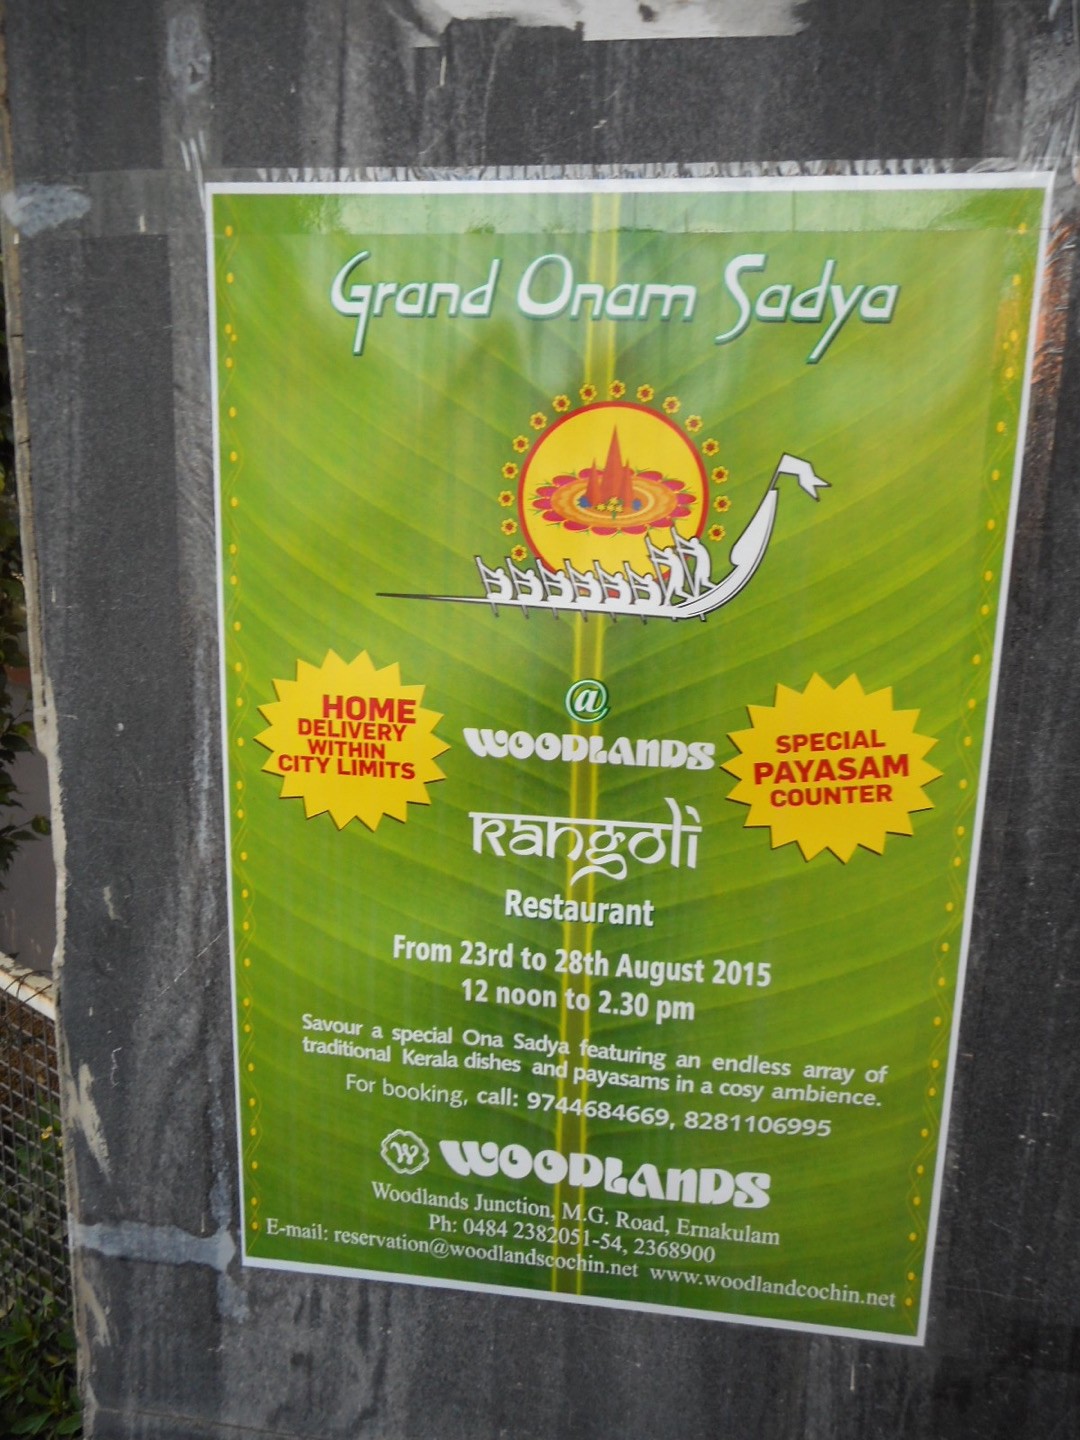 Grand Onam Sadya
HOME
DELIVERY
WITHIN
CITY LIMITS
@
WOODLANDS
SPECIAL
PAYASAM
COUNTER
Rangoli
Restaurant
From 23rd to 28th August 2015
12 noon to 2.30 pm
Savour a special Ona Sadya featuring an endless array of
traditional Kerala dishes and payasams in a cosy ambience.
For booking, call: 9744684669, 8281106995
W WOODLANDS
Woodlands Junction, M.G. Road, Ernakulam
Ph: 0484 2382051-54, 2368900
E-mail: reservation@woodlandscochin.net www.woodlandcochin.net